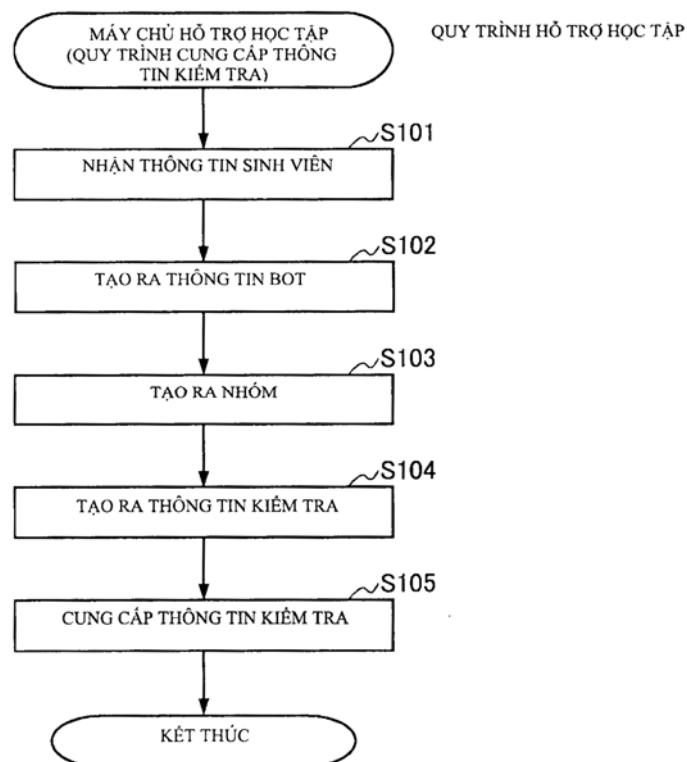 MÁY CHỦ HỖ TRỢ HỌC TẬP
(QUY TRÌNH CUNG CẤP THÔNG
TIN KIỂM TRA)
QUY TRÌNH HỖ TRỢ HỌC TẬP
S101
NHẬN THÔNG TIN SINH VIÊN
S102
TẠO RA THÔNG TIN BOT
S103
TẠO RA NHÓM
S104
TẠO RA THÔNG TIN KIỂM TRA
S105
CUNG CẤP THÔNG TIN KIỂM TRA
KẾT THÚC